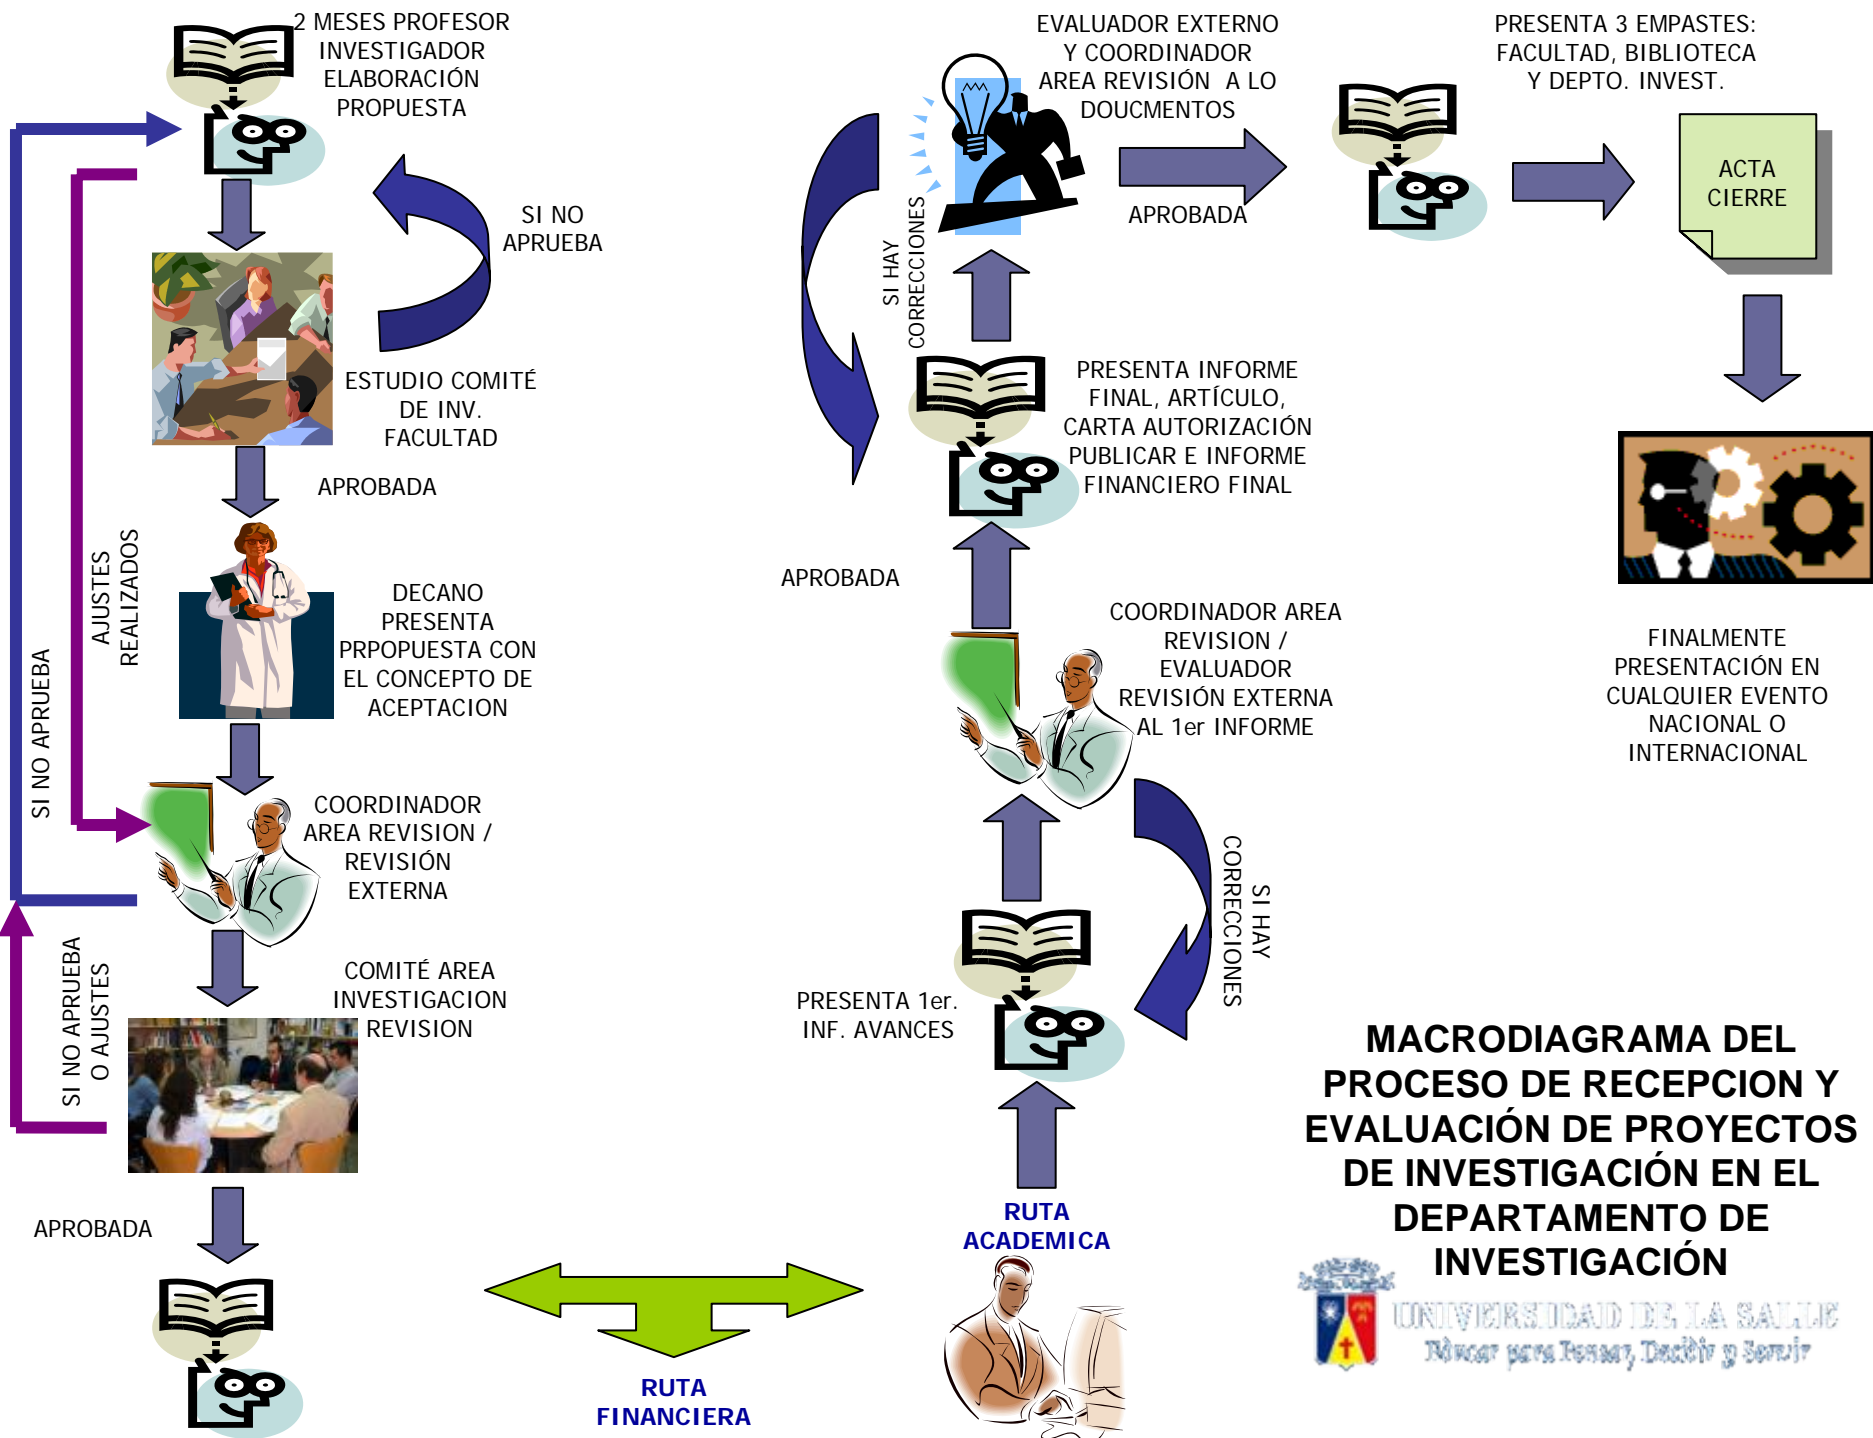 2 MESES PROFESOR
INVESTIGADOR
ELABORACIÓN
PROPUESTA
SI NO
APRUEBA
ESTUDIO COMITÉ
DE INV.
FACULTAD
APROBADA
AJUSTES
REALIZADOS
SI NO APRUEBA
DECANO
PRESENTA
PRPOPUESTA CON
EL CONCEPTO DE
ACEPTACION
COORDINADOR
AREA REVISION /
REVISIÓN
EXTERNA
SI NO APRUEBA
O AJUSTES
COMITÉ AREA
INVESTIGACION
REVISION
APROBADA
RUTA
FINANCIERA
RUTA
ACADEMICA
PRESENTA 1er.
INF. AVANCES
SI HAY
CORRECCIONES
COORDINADOR AREA
REVISION /
EVALUADOR
REVISIÓN EXTERNA
AL 1er INFORME
APROBADA
PRESENTA INFORME
FINAL, ARTÍCULO,
CARTA AUTORIZACIÓN
PUBLICAR E INFORME
FINANCIERO FINAL
SI HAY
CORRECCIONES
EVALUADOR EXTERNO
Y COORDINADOR
AREA REVISIÓN A LO
DOUCMENTOS
APROBADA
PRESENTA 3 EMPASTES:
FACULTAD, BIBLIOTECA
Y DEPTO. INVEST.
ACTA
CIERRE
FINALMENTE
PRESENTACIÓN EN
CUALQUIER EVENTO
NACIONAL O
INTERNACIONAL
MACRODIAGRAMA DEL
PROCESO DE RECEPCION Y
EVALUACIÓN DE PROYECTOS
DE INVESTIGACIÓN EN EL
DEPARTAMENTO DE
INVESTIGACIÓN
UNIVERSIDAD DE LA SALLE
Educar para Pensar, Decidir y Servir